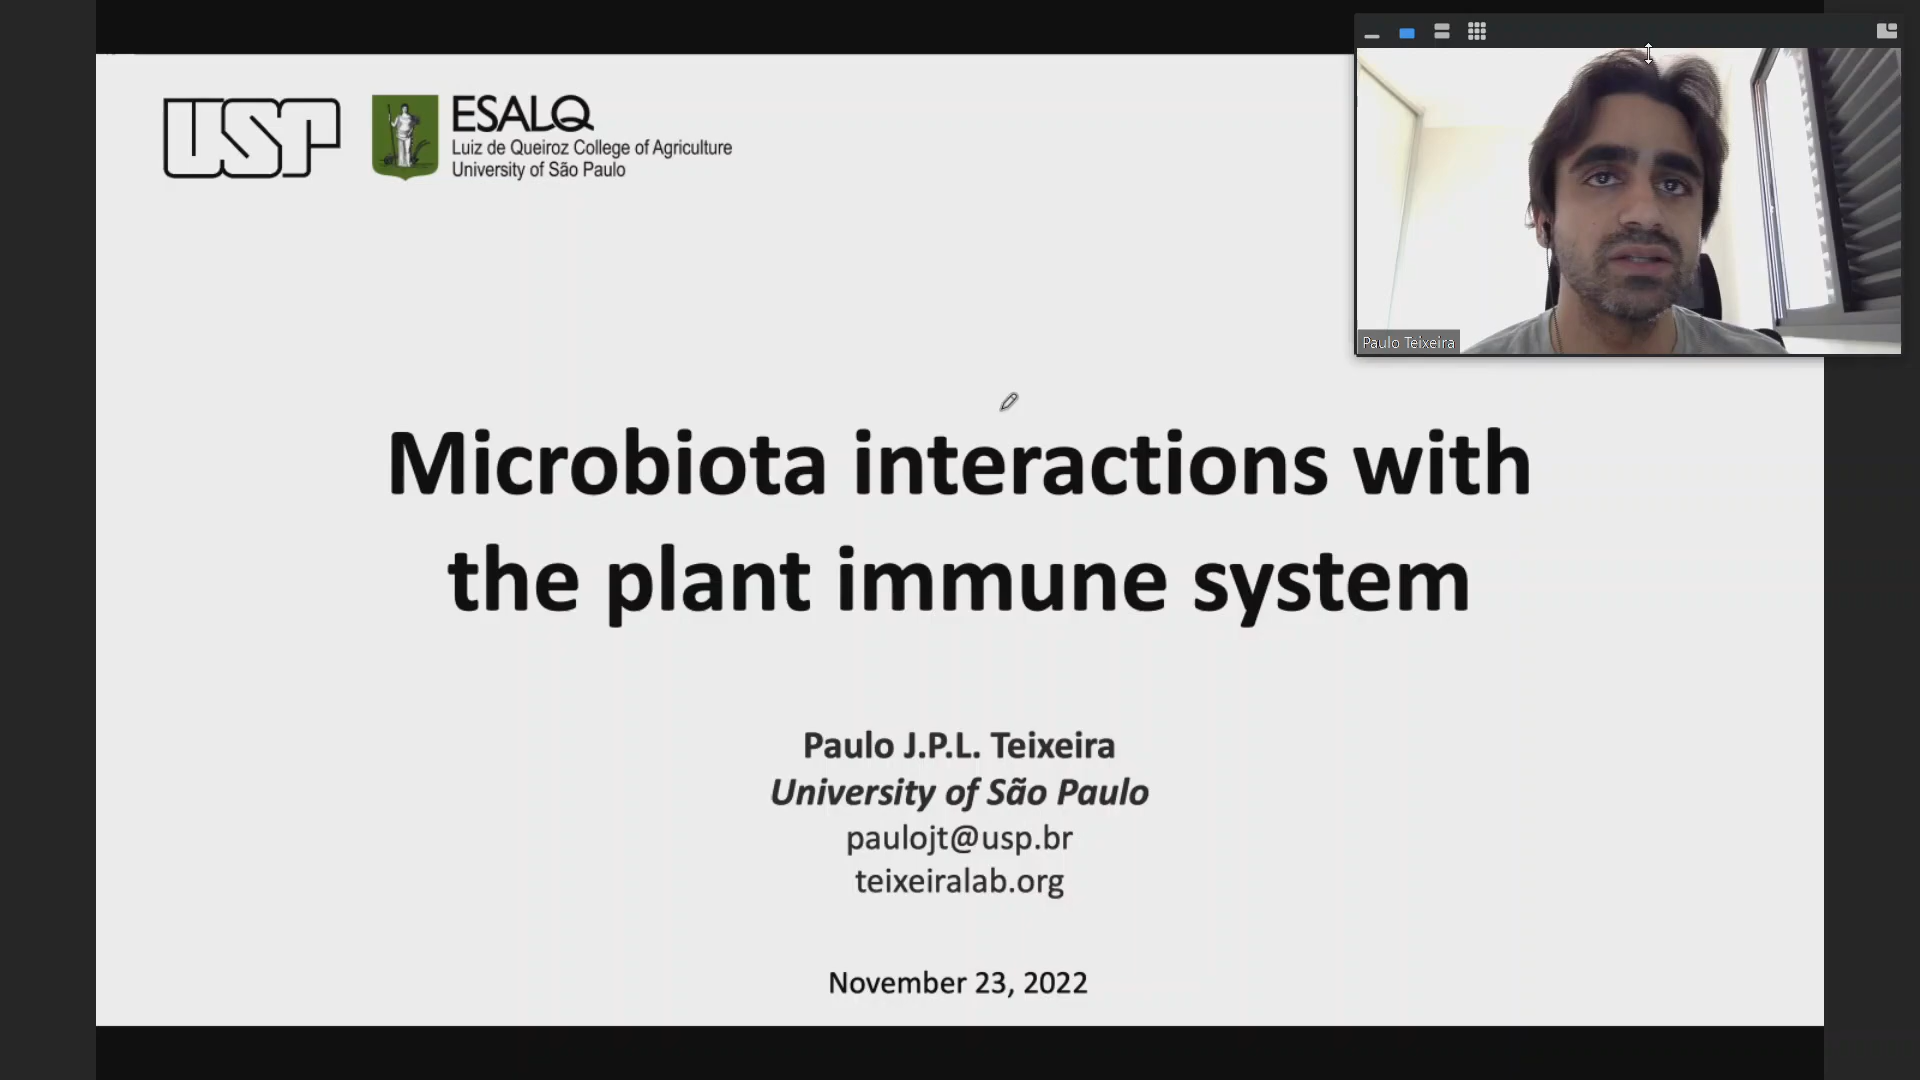 USP
ESALQ
Luiz de Queiroz College of Agriculture
University of São Paulo
Paulo Teixeira
Microbiota interactions with
the plant immune system
Paulo J.P.L. Teixeira
University of São Paulo
paulojt@usp.br
teixeiralab.org
November 23, 2022